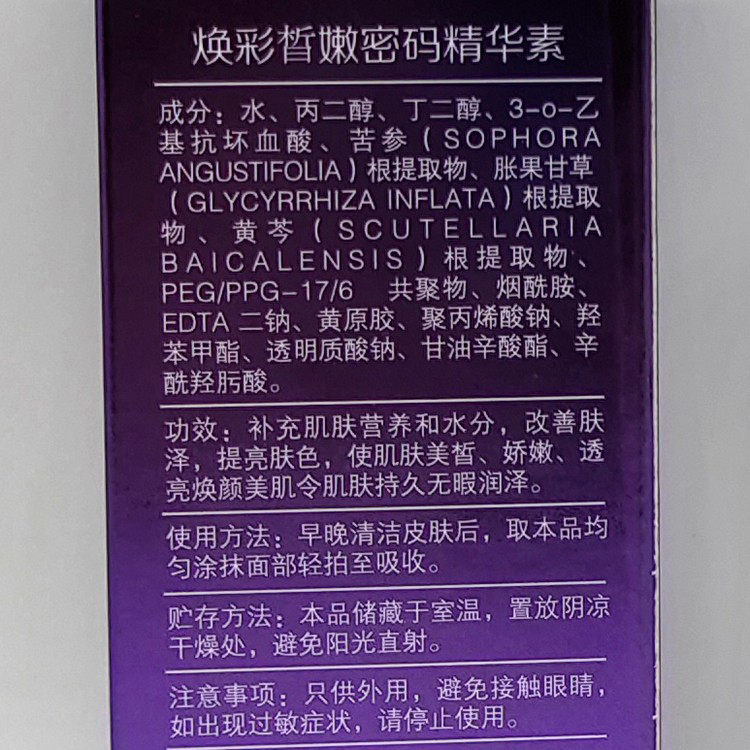 焕彩皙嫩密码精华素
成分：水、丙二醇、丁二醇、3-o-乙
基抗坏血酸、苦参（SOPHORA
ANGUSTIFOLIA）根提取物、胀果甘草
（GLYCYRRHIZA INFLATA）根提取
物、黄芩（SCUTELLARIA
BAICALENSIS）根提取物、
PEG/PPG-17/6 共聚物、烟酰胺、
EDTA 二钠、黄原胶、聚丙烯酸钠、羟
苯甲酯、透明质酸钠、甘油辛酸酯、辛
酰羟肟酸。
功效：补充肌肤营养和水分，改善肤
泽，提亮肤色，使肌肤美皙、娇嫩、透
亮焕颜美肌令肌肤持久无暇润泽。
使用方法：早晚清洁皮肤后，取本品均
匀涂抹面部轻拍至吸收。
贮存方法：本品储藏于室温，置放阴凉
干燥处，避免阳光直射。
注意事项：只供外用，避免接触眼睛，
如出现过敏症状，请停止使用。